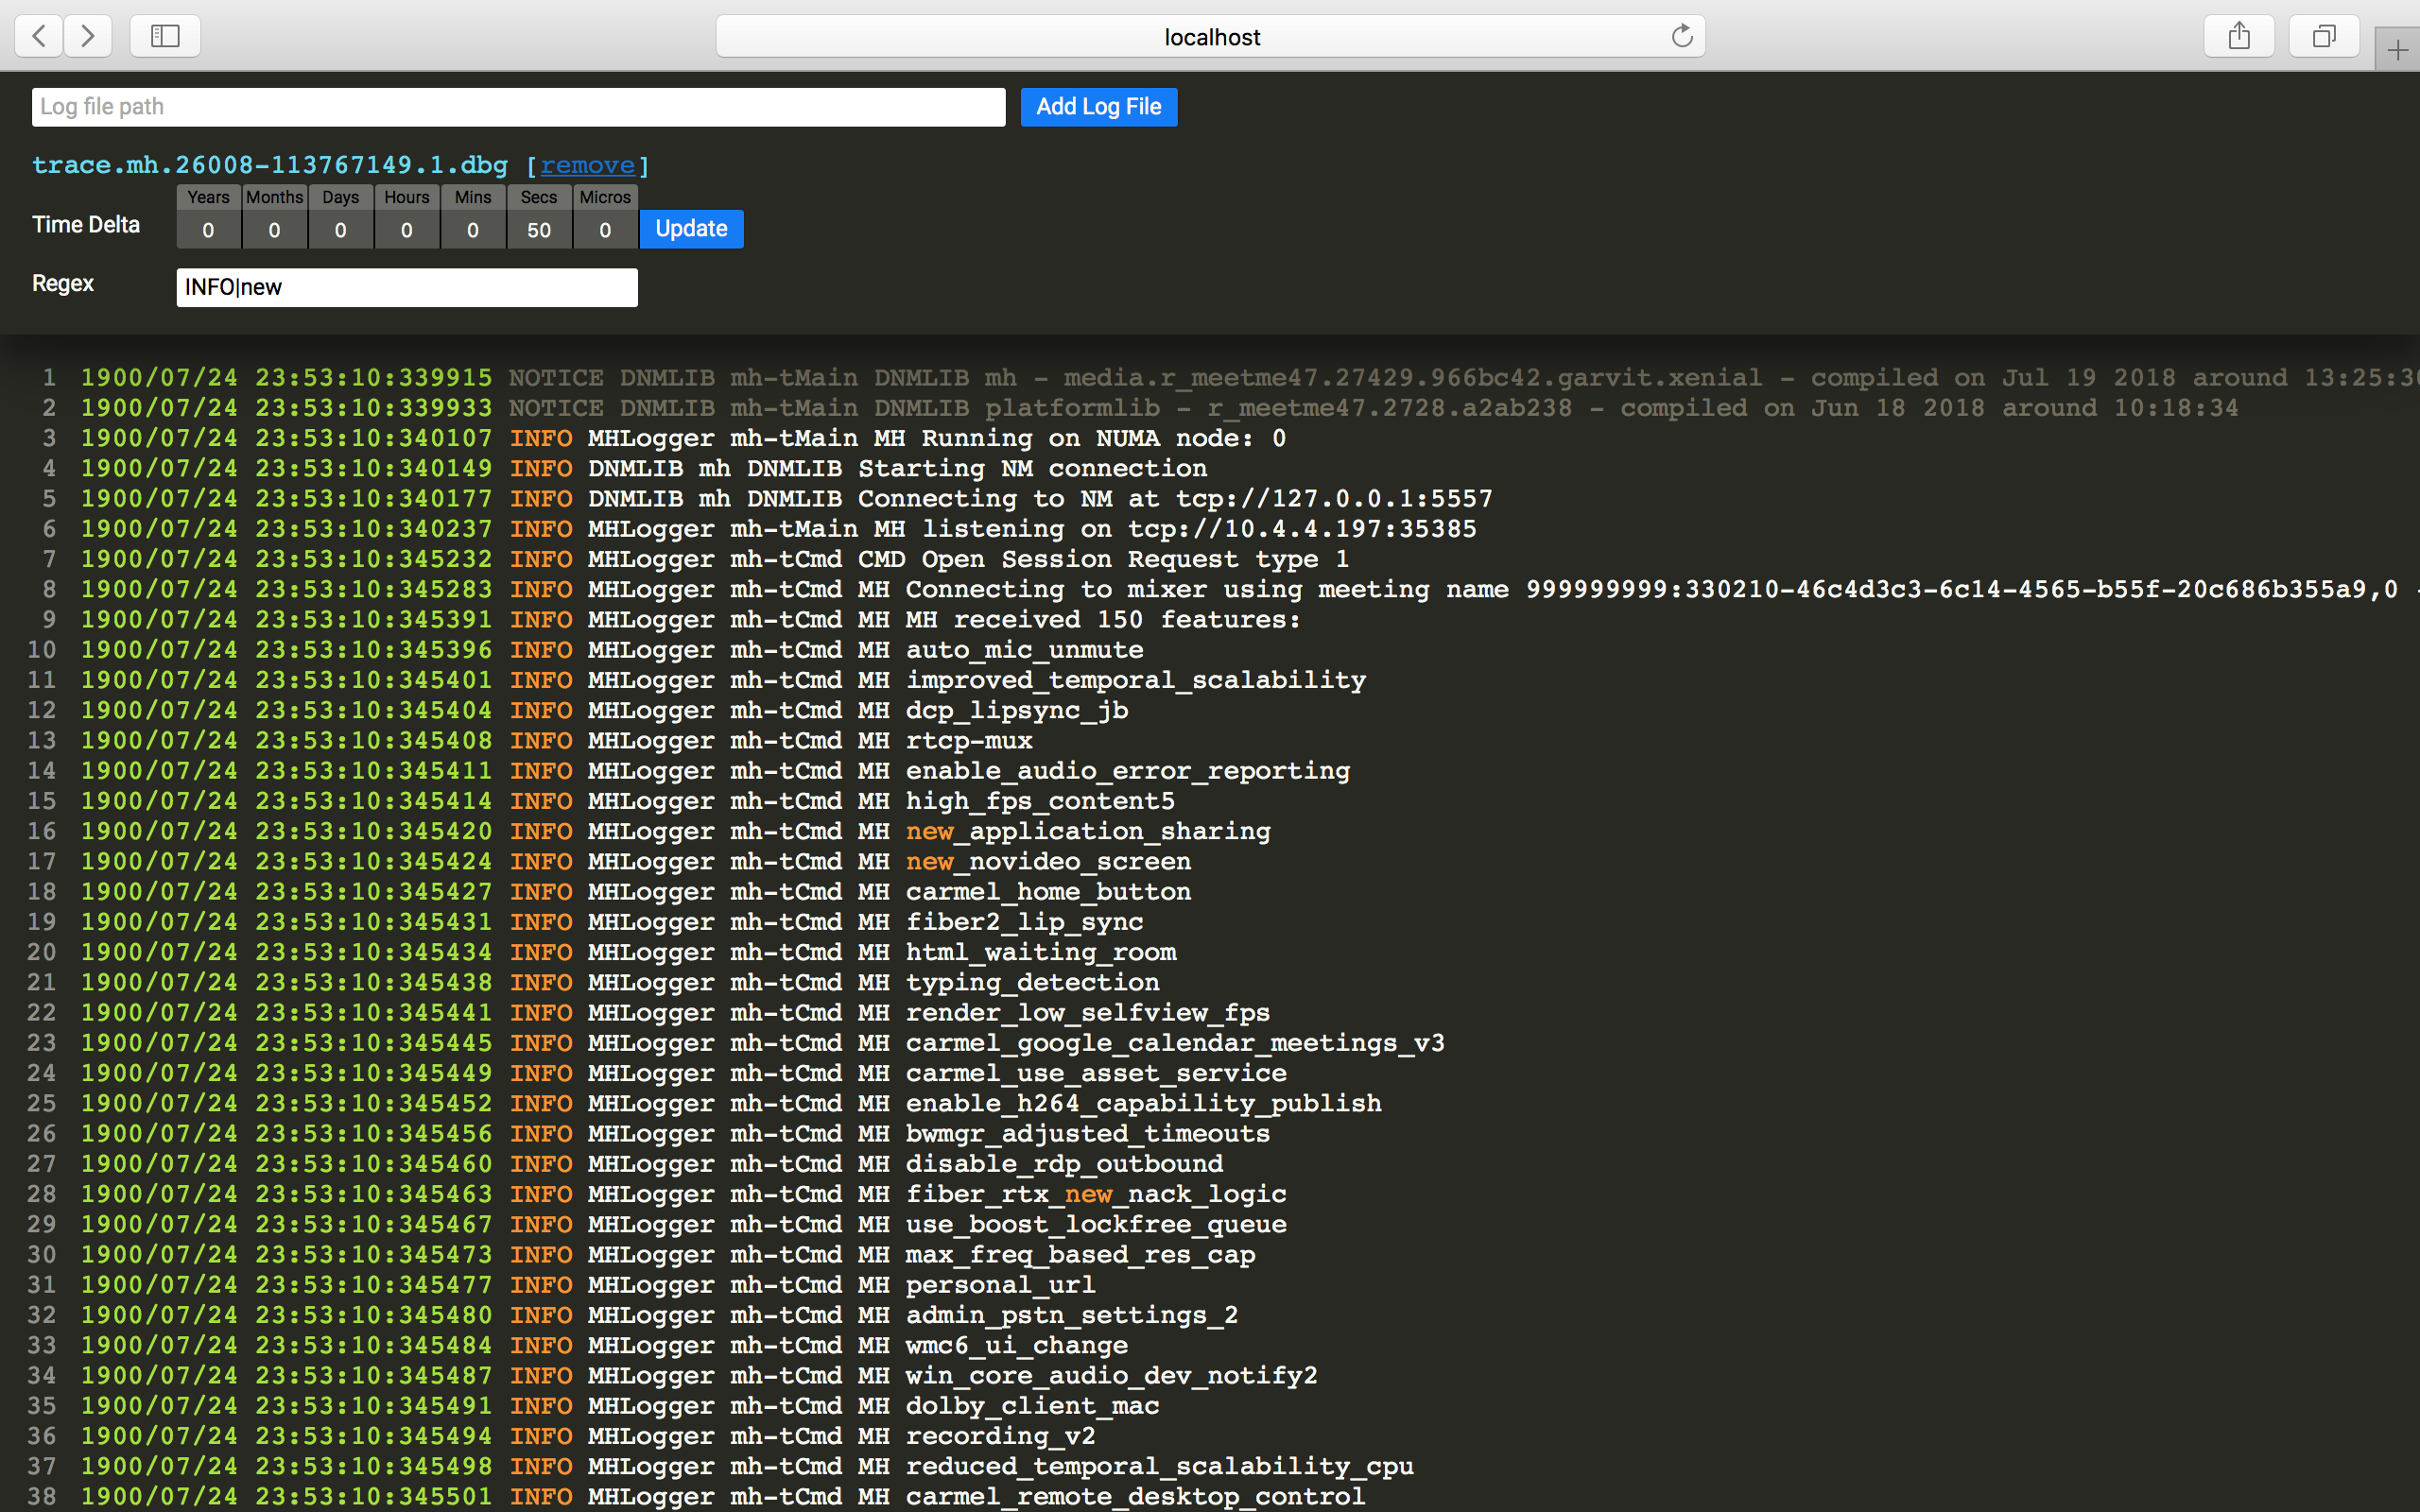 localhost
Log file path
Add Log File
trace.mh.26008-113767149.1.dbg [remove]
Years Months Days Hours Mins Secs Micros
Time Delta 0 0 0 0 0 50 0 Update
Regex INFO|new
1 1900/07/24 23:53:10:339915 NOTICE DNMLIB mh-tMain DNMLIB mh - media.r_meetme47.27429.966bc42.garvit.xenial - compiled on Jul 19 2018 around
2 1900/07/24 23:53:10:339933 NOTICE DNMLIB mh-tMain DNMLIB platformlib - r_meetme47.2728.a2ab238 - compiled on Jun 18 2018 around 10:18:34
3 1900/07/24 23:53:10:340107 INFO MHLogger mh-tMain MH Running on NUMA node: 0
4 1900/07/24 23:53:10:340149 INFO DNMLIB mh DNMLIB Starting NM connection
5 1900/07/24 23:53:10:340177 INFO DNMLIB mh DNMLIB Connecting to NM at tcp://127.0.0.1:5557
6 1900/07/24 23:53:10:340237 INFO MHLogger mh-tMain MH listening on tcp://10.4.4.197:35385
7 1900/07/24 23:53:10:345232 INFO MHLogger mh-tCmd CMD Open Session Request type 1
8 1900/07/24 23:53:10:345283 INFO MHLogger mh-tCmd MH Connecting to mixer using meeting name 999999999:330210-46c4d3c3-6c14-4565-b55f-20c686b355a9,0
9 1900/07/24 23:53:10:345391 INFO MHLogger mh-tCmd MH MH received 150 features:
10 1900/07/24 23:53:10:345396 INFO MHLogger mh-tCmd MH auto_mic_unmute
11 1900/07/24 23:53:10:345401 INFO MHLogger mh-tCmd MH improved_temporal_scalability
12 1900/07/24 23:53:10:345404 INFO MHLogger mh-tCmd MH dcp_lipsync_jb
13 1900/07/24 23:53:10:345408 INFO MHLogger mh-tCmd MH rtcp-mux
14 1900/07/24 23:53:10:345411 INFO MHLogger mh-tCmd MH enable_audio_error_reporting
15 1900/07/24 23:53:10:345414 INFO MHLogger mh-tCmd MH high_fps_content5
16 1900/07/24 23:53:10:345420 INFO MHLogger mh-tCmd MH new_application_sharing
17 1900/07/24 23:53:10:345424 INFO MHLogger mh-tCmd MH new_novideo_screen
18 1900/07/24 23:53:10:345427 INFO MHLogger mh-tCmd MH carmel_home_button
19 1900/07/24 23:53:10:345431 INFO MHLogger mh-tCmd MH fiber2_lip_sync
20 1900/07/24 23:53:10:345434 INFO MHLogger mh-tCmd MH html_waiting_room
21 1900/07/24 23:53:10:345438 INFO MHLogger mh-tCmd MH typing_detection
22 1900/07/24 23:53:10:345441 INFO MHLogger mh-tCmd MH render_low_selfview_fps
23 1900/07/24 23:53:10:345445 INFO MHLogger mh-tCmd MH carmel_google_calendar_meetings_v3
24 1900/07/24 23:53:10:345449 INFO MHLogger mh-tCmd MH carmel_use_asset_service
25 1900/07/24 23:53:10:345452 INFO MHLogger mh-tCmd MH enable_h264_capability_publish
26 1900/07/24 23:53:10:345456 INFO MHLogger mh-tCmd MH bwmgr_adjusted_timeouts
27 1900/07/24 23:53:10:345460 INFO MHLogger mh-tCmd MH disable_rdp_outbound
28 1900/07/24 23:53:10:345463 INFO MHLogger mh-tCmd MH fiber_rtx_new_nack_logic
29 1900/07/24 23:53:10:345467 INFO MHLogger mh-tCmd MH use_boost_lockfree_queue
30 1900/07/24 23:53:10:345473 INFO MHLogger mh-tCmd MH max_freq_based_res_cap
31 1900/07/24 23:53:10:345477 INFO MHLogger mh-tCmd MH personal_url
32 1900/07/24 23:53:10:345480 INFO MHLogger mh-tCmd MH admin_pstn_settings_2
33 1900/07/24 23:53:10:345484 INFO MHLogger mh-tCmd MH wmc6_ui_change
34 1900/07/24 23:53:10:345487 INFO MHLogger mh-tCmd MH win_core_audio_dev_notify2
35 1900/07/24 23:53:10:345491 INFO MHLogger mh-tCmd MH dolby_client_mac
36 1900/07/24 23:53:10:345494 INFO MHLogger mh-tCmd MH recording_v2
37 1900/07/24 23:53:10:345498 INFO MHLogger mh-tCmd MH reduced_temporal_scalability_cpu
38 1900/07/24 23:53:10:345501 INFO MHLogger mh-tCmd MH carmel_remote_desktop_control